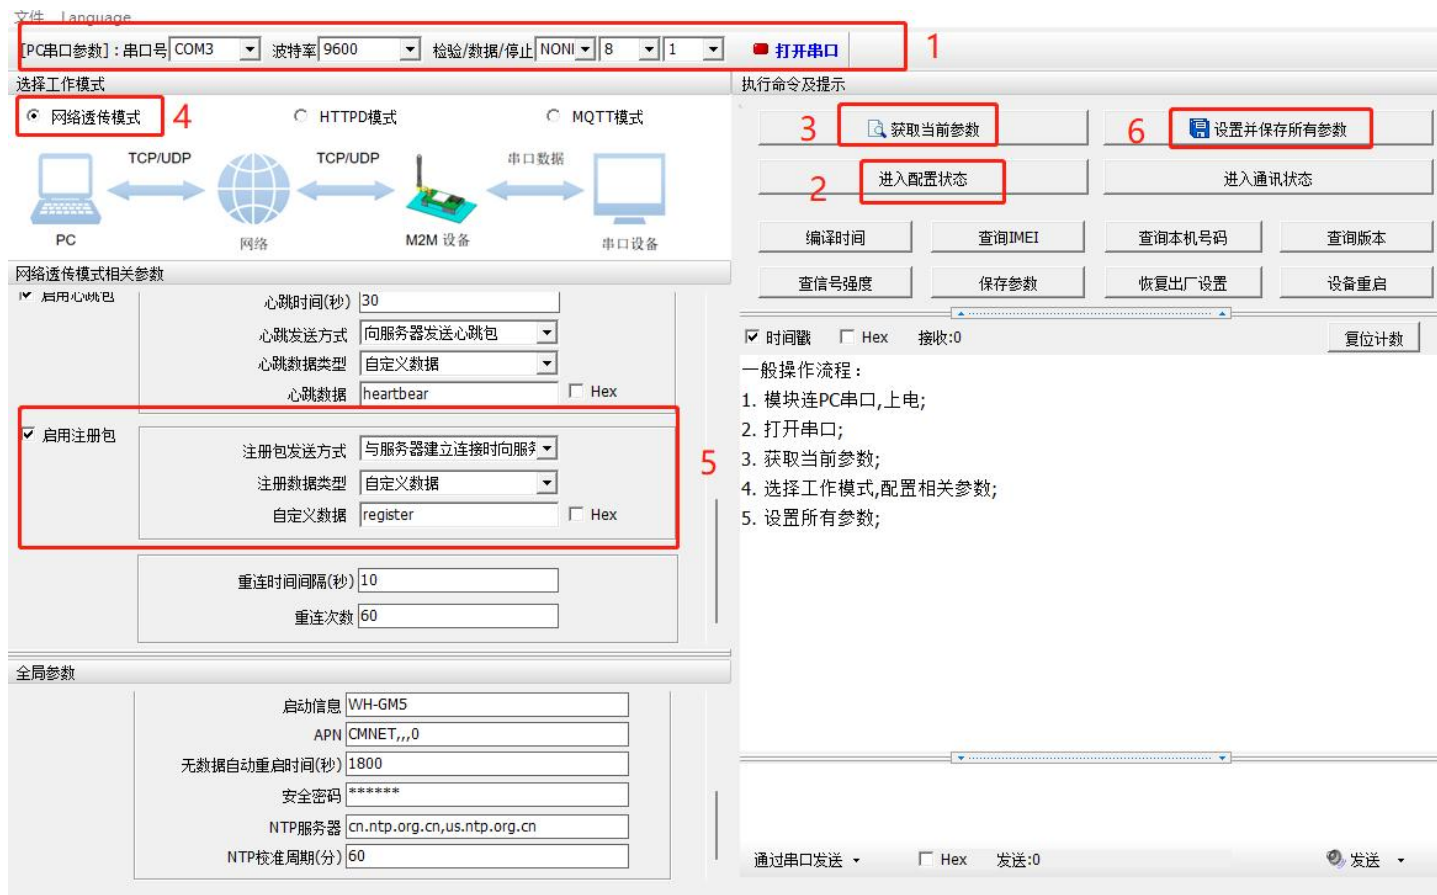 文件 Language
[PC串口参数]：串口号 COM3 波特率 9600 检验/数据/停止 NONI 8 1 打开串口 1
选择工作模式
网络透传模式 4 HTTPD模式 MQTT模式
TCP/UDP TCP/UDP 串口数据
PC 网络 M2M 设备 串口设备
网络透传模式相关参数
启用心跳包 心跳时间(秒) 30
心跳发送方式 向服务器发送心跳包
心跳数据类型 自定义数据
心跳数据 heartbear Hex
启用注册包
注册包发送方式 与服务器建立连接时向服务
注册数据类型 自定义数据
自定义数据 register Hex
5
重连时间间隔(秒) 10
重连次数 60
全局参数
启动信息 WH-GM5
APN CMNET,,,0
无数据自动重启时间(秒) 1800
安全密码 ******
NTP服务器 cn.ntp.org.cn,us.ntp.org.cn
NTP校准周期(分) 60
执行命令及提示
3 获取当前参数 6 设置并保存所有参数
2 进入配置状态 进入通讯状态
编译时间 查询IMEI 查询本机号码 查询版本
查信号强度 保存参数 恢复出厂设置 设备重启
时间戳 Hex 接收:0 复位计数
一般操作流程：
1. 模块连PC串口,上电;
2. 打开串口;
3. 获取当前参数;
4. 选择工作模式,配置相关参数;
5. 设置所有参数;
通过串口发送 Hex 发送:0 发送